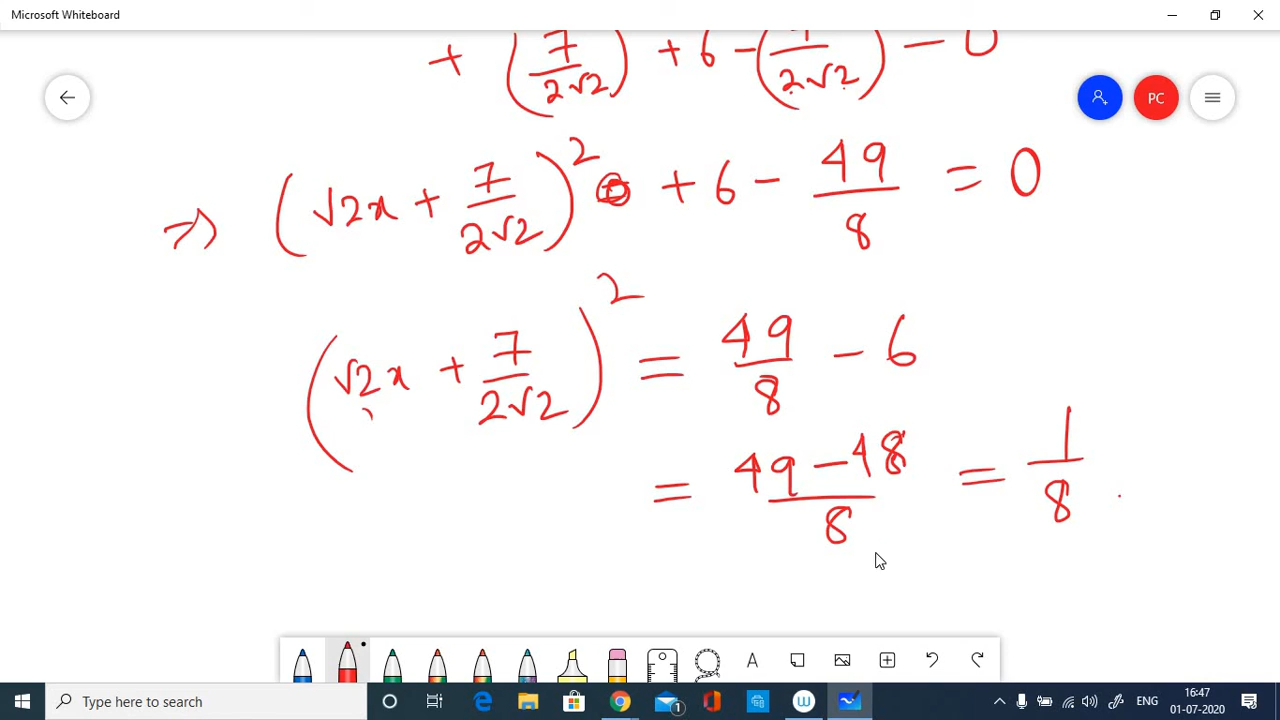 Microsoft Whiteboard
+ (7/2√2) + 6 - (7/2√2) - 0
PC
⇒ (√2x + 7/2√2)² + 6 - 49/8 = 0
(√2x + 7/2√2)² = 49/8 - 6
= 49 - 48/8 = 1/8
A
Type here to search
1
W
ENG
16:47
01-07-2020